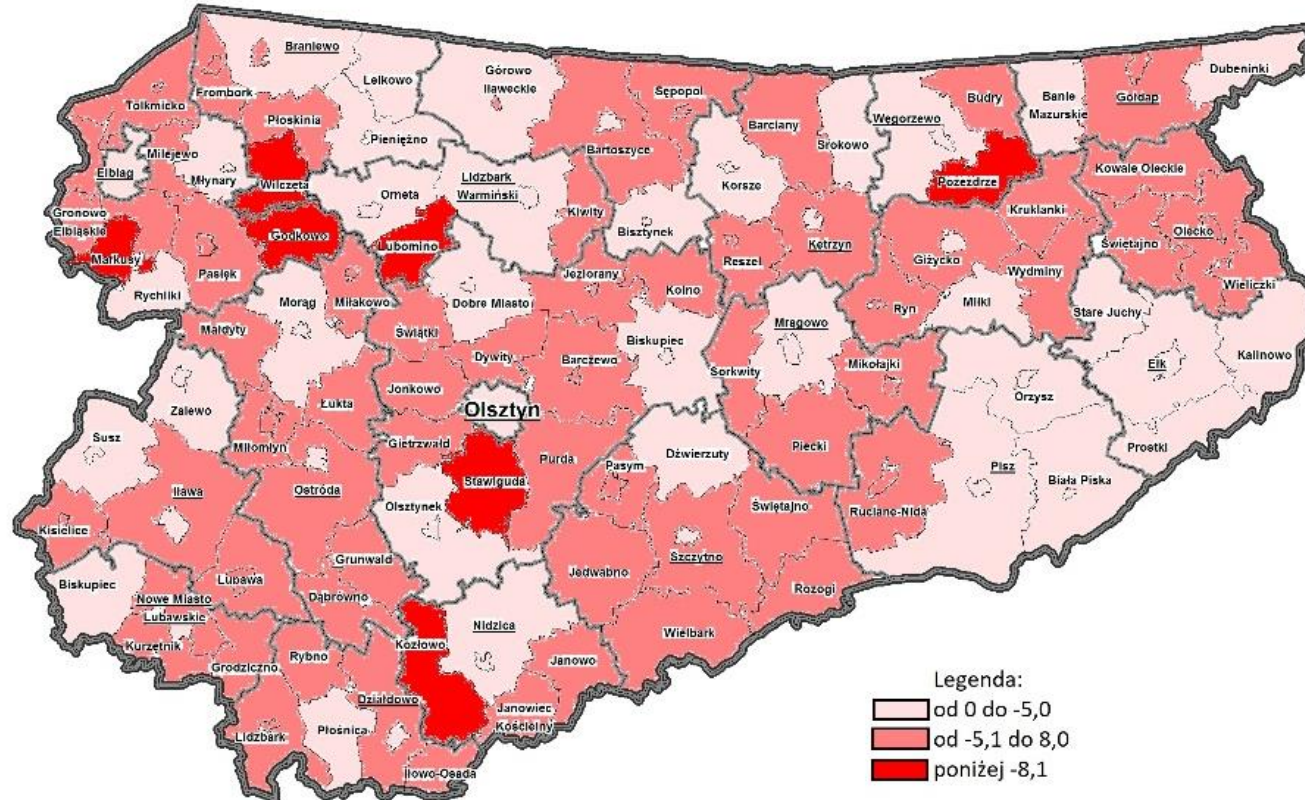 Braniewo
Lelkowo
Górowo
Iławeckie
Dubeninki
Frombork
Tolkmicko
Sępopol
Budry
Banie
Mazurskie
Gołdap
Płoskinia
Pieniężno
Bartoszyce
Barciany
Srokowo
Węgorzewo
Milejewo
Elbląg
Młynary
Wilczęta
Orneta
Lidzbark
Warmiński
Korsze
Pozezdrze
Kowale Oleckie
Gronowo
Elbląskie
Godkowo
Lubomino
Kiwity
Bisztynek
Kętrzyn
Kruklanki
Olecko
Świętajno
Markusy
Pasłęk
Reszel
Giżycko
Rychliki
Morąg
Miłakowo
Dobre Miasto
Jeziorany
Kolno
Ryn
Wydminy
Miłki
Wieliczki
Stare Juchy
Małdyty
Świątki
Dywity
Barczewo
Biskupiec
Mrągowo
Sorkwity
Mikołajki
Ełk
Kalinowo
Jonkowo
Zalewo
Łukta
Olsztyn
Orzysz
Susz
Miłomłyn
Gietrzwałd
Purda
Pasym
Dźwierzuty
Piecki
Prostki
Iława
Ostróda
Stawiguda
Pisz
Biała Piska
Olsztynek
Świętajno
Ruciane-Nida
Kisielice
Grunwald
Szczytno
Biskupiec
Lubawa
Dąbrówno
Jedwabno
Rozogi
Nowe Miasto
Lubawskie
Kurzętnik
Nidzica
Wielbark
Kozłowo
Grodziczno
Rybno
Janowo
Działdowo
Janowiec
Kościelny
Lidzbark
Płośnica
Iłowo-Osada
Legenda:
od 0 do -5,0
od -5,1 do 8,0
poniżej -8,1